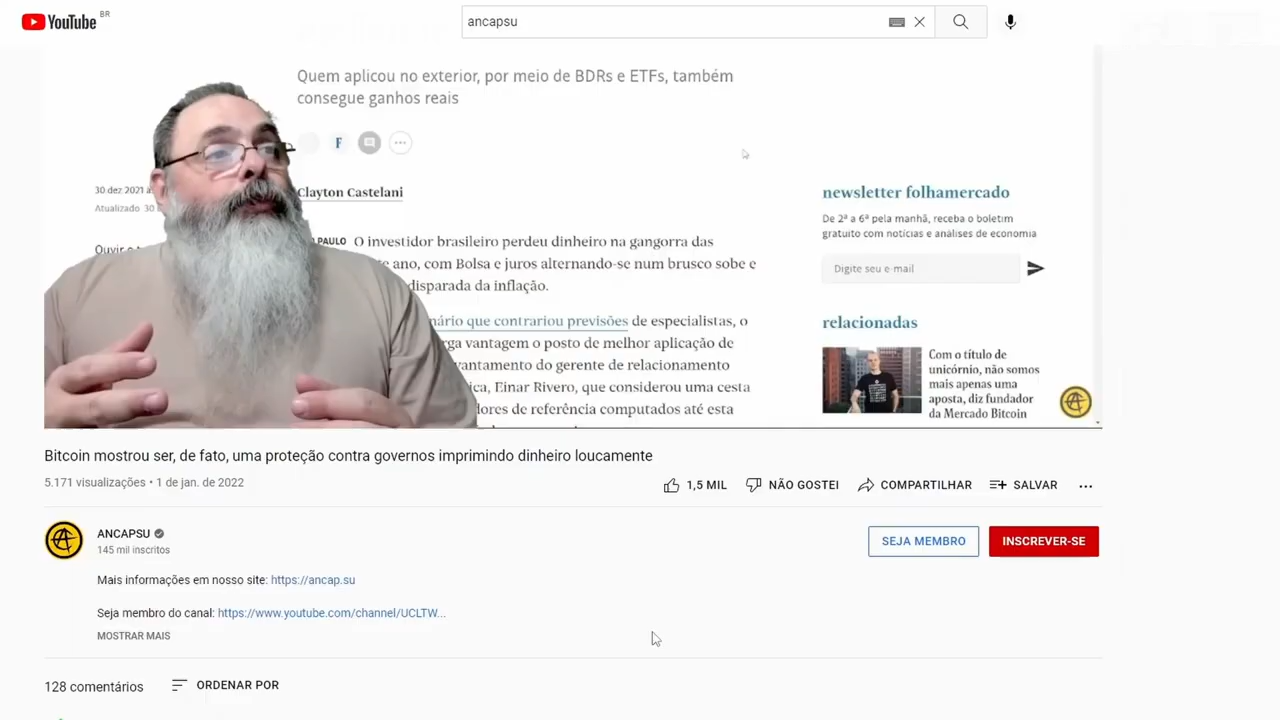 YouTube BR
ancapsu
Quem aplicou no exterior, por meio de BDRs e ETFs, também
consegue ganhos reais
F
Clayton Castelani
30 dez 2021
Atualizado 30
Ouvir o
PAULO O investidor brasileiro perdeu dinheiro na gangorra das
te ano, com Bolsa e juros alternando-se num brusco sobe e
disparada da inflação.
nário que contrariou previsões de especialistas, o
rga vantagem o posto de melhor aplicação de
vantamento do gerente de relacionamento
ica, Einar Rivero, que considerou uma cesta
dores de referência computados até esta
newsletter folhamercado
De 2ª a 6ª pela manhã, receba o boletim
gratuito com notícias e análises de economia
Digite seu e-mail
relacionadas
Com o título de
unicórnio, não somos
mais apenas uma
aposta, diz fundador
da Mercado Bitcoin
Bitcoin mostrou ser, de fato, uma proteção contra governos imprimindo dinheiro loucamente
5.171 visualizações • 1 de jan. de 2022
1,5 MIL NÃO GOSTEI COMPARTILHAR SALVAR ...
ANCAPSU
145 mil inscritos
SEJA MEMBRO INSCREVER-SE
Mais informações em nosso site: https://ancap.su
Seja membro do canal: https://www.youtube.com/channel/UCLTW...
MOSTRAR MAIS
128 comentários ORDENAR POR